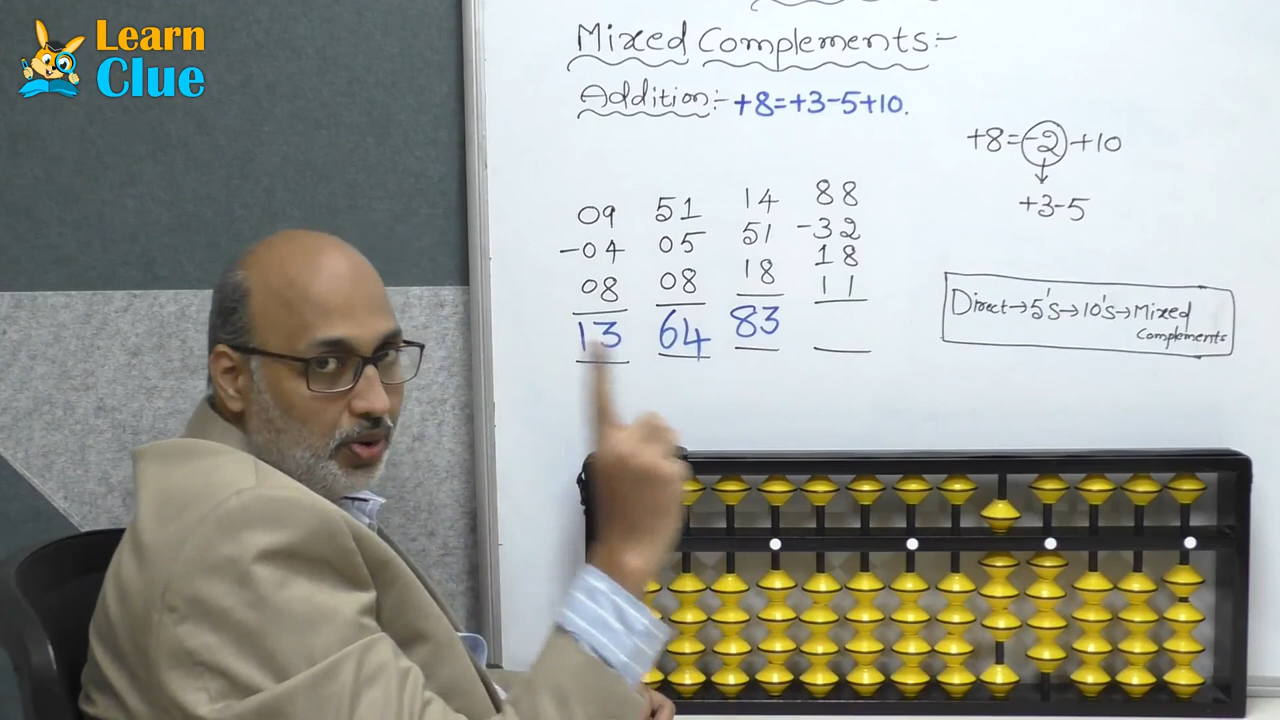 Learn
Clue
Mixed Complements:-
Addition:- +8=+3-5+10.
+8=-2+10
+3-5
09 51 14 88
-04 05 51 -32
08 08 18 18
11
13 64 83
Direct→5's→10's→Mixed
Complements